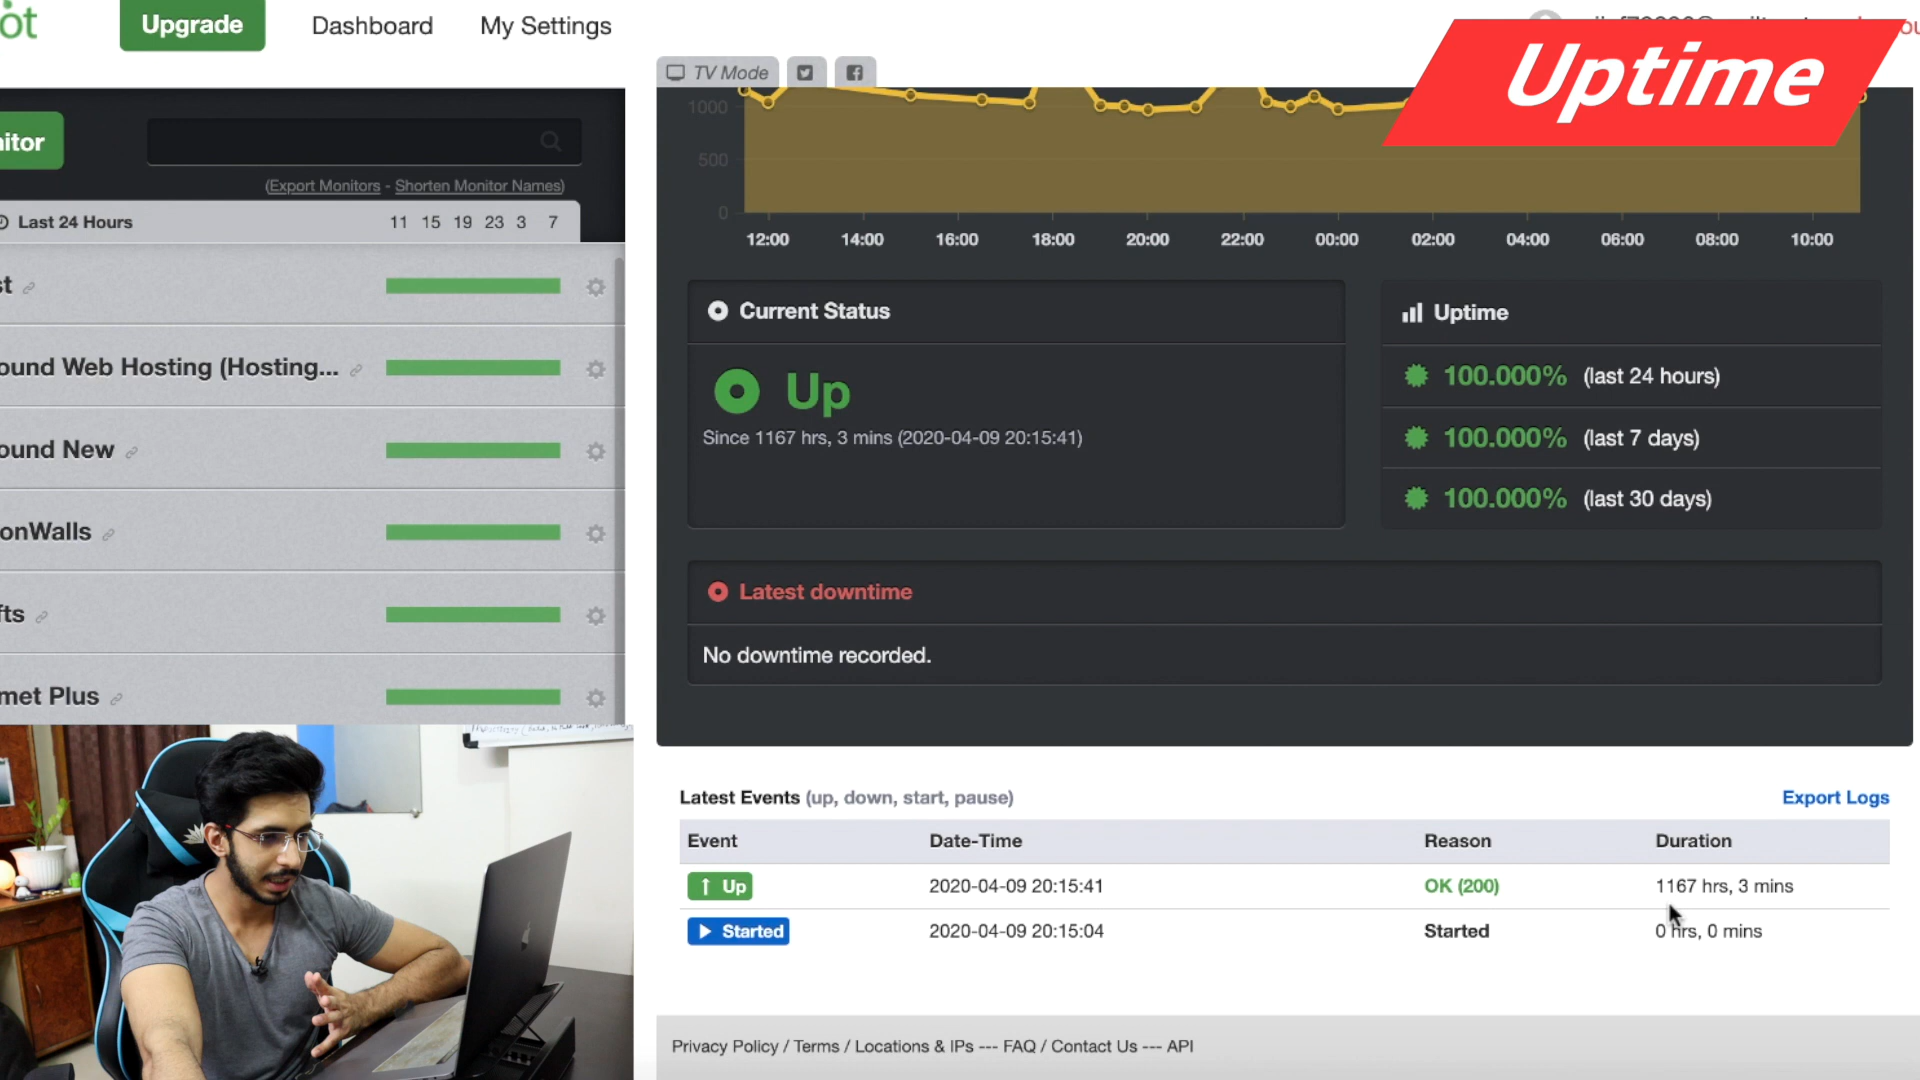 ot
Upgrade
Dashboard
My Settings
Uptime
TV Mode
nitor
(Export Monitors - Shorten Monitor Names)
Last 24 Hours 11 15 19 23 3 7
st
ound Web Hosting (Hosting...
ound New
onWalls
fts
met Plus
1000
500
0
12:00 14:00 16:00 18:00 20:00 22:00 00:00 02:00 04:00 06:00 08:00 10:00
Current Status
Up
Since 1167 hrs, 3 mins (2020-04-09 20:15:41)
Uptime
100.000% (last 24 hours)
100.000% (last 7 days)
100.000% (last 30 days)
Latest downtime
No downtime recorded.
Latest Events (up, down, start, pause)
Export Logs
Event Date-Time Reason Duration
Up 2020-04-09 20:15:41 OK (200) 1167 hrs, 3 mins
Started 2020-04-09 20:15:04 Started 0 hrs, 0 mins
Privacy Policy / Terms / Locations & IPs --- FAQ / Contact Us --- API